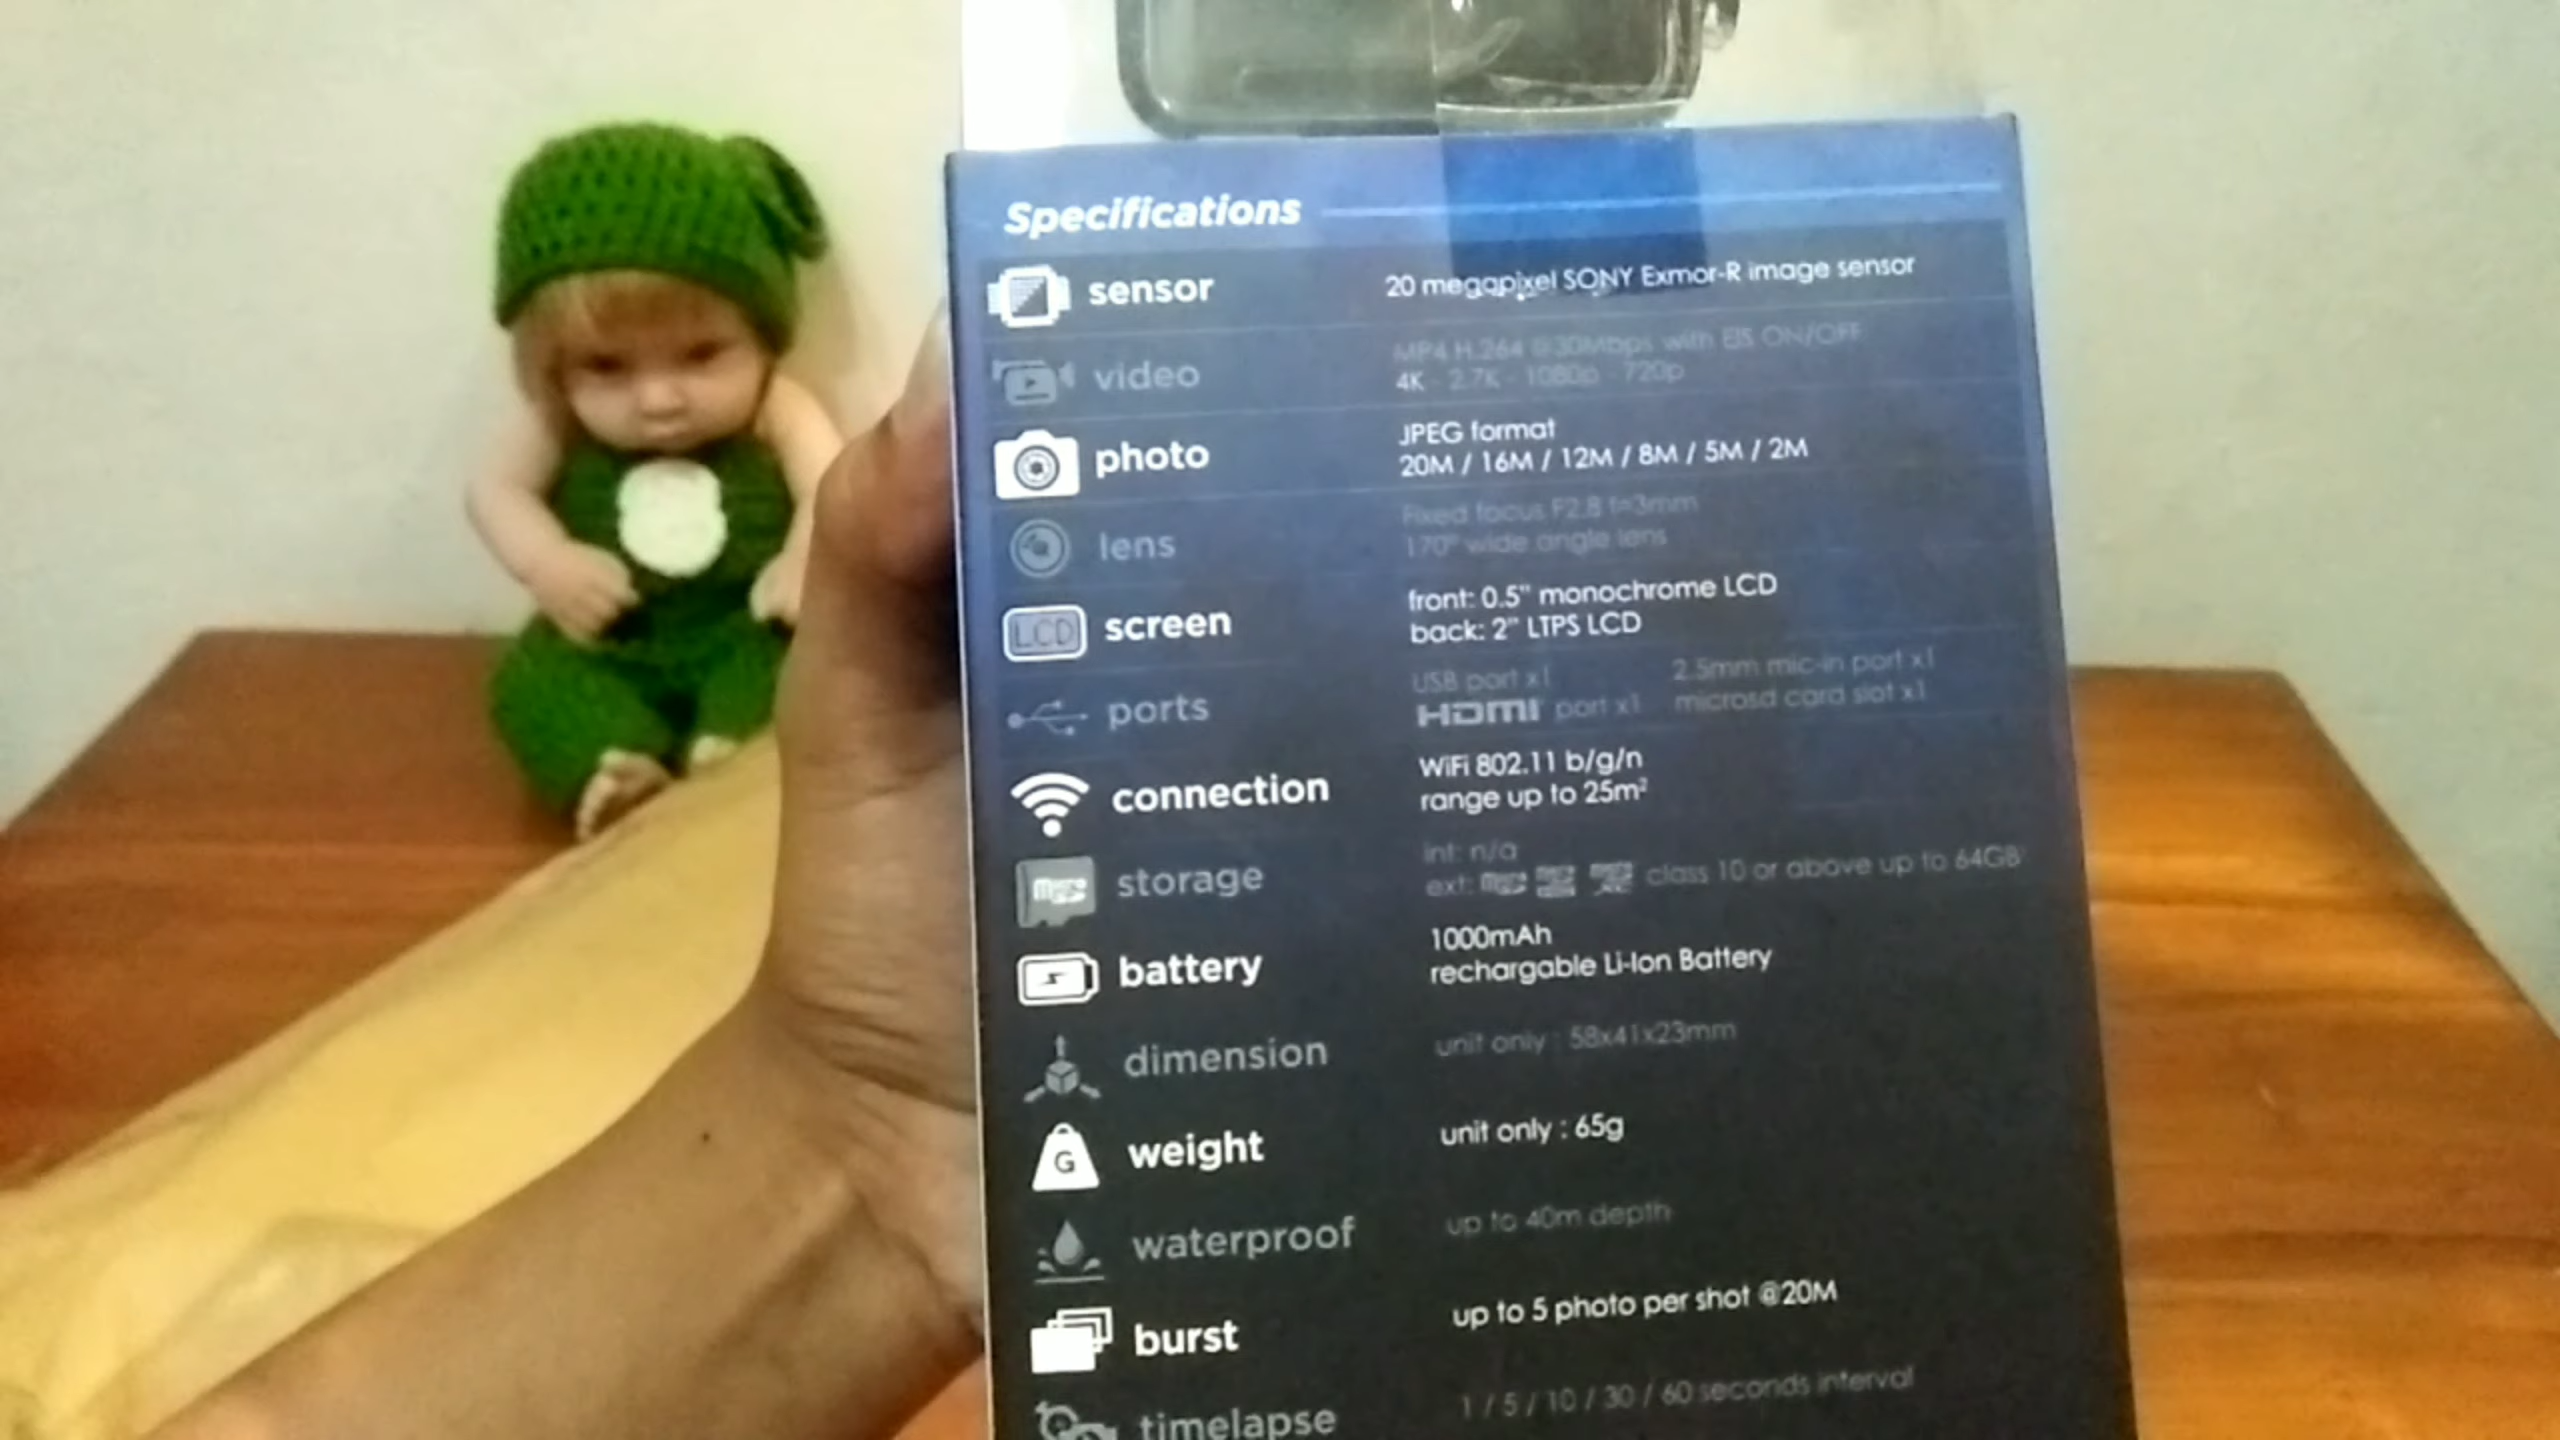 Specifications
sensor 20 megapixel SONY Exmor-R image sensor
video MP4 H.264 @30Mbps with EIS ON/OFF
4K - 2.7K - 1080p - 720p
photo JPEG format
20M / 16M / 12M / 8M / 5M / 2M
lens Fixed focus F2.8 f=3mm
170° wide angle lens
LCD screen front: 0.5" monochrome LCD
back: 2" LTPS LCD
ports USB port x1 2.5mm mic-in port x1
HDMI port x1 microsd card slot x1
connection WiFi 802.11 b/g/n
range up to 25m²
storage int: n/a
micro ext: class 10 or above up to 64GB
battery 1000mAh
rechargable Li-Ion Battery
dimension unit only : 58x41x23mm
G weight unit only : 65g
waterproof up to 40m depth
burst up to 5 photo per shot @20M
timelapse 1 / 5 / 10 / 30 / 60 seconds interval